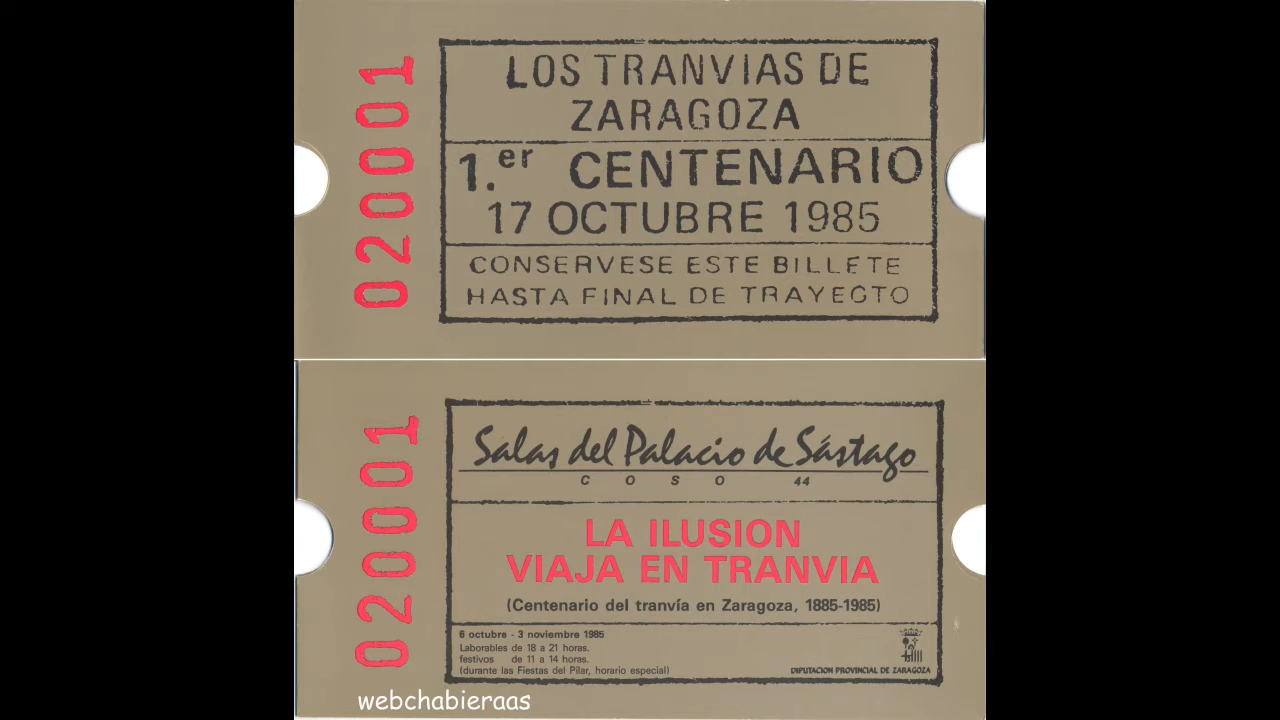 020001
LOS TRANVIAS DE
ZARAGOZA
1.er CENTENARIO
17 OCTUBRE 1985
CONSERVESE ESTE BILLETE
HASTA FINAL DE TRAYECTO
020001
Salas del Palacio de Sástago
COSO 44
LA ILUSION
VIAJA EN TRANVIA
(Centenario del tranvía en Zaragoza, 1885-1985)
6 octubre - 3 noviembre 1985
Laborables de 18 a 21 horas.
festivos de 11 a 14 horas.
(durante las Fiestas del Pilar, horario especial)
DIPUTACION PROVINCIAL DE ZARAGOZA
webchabieraas